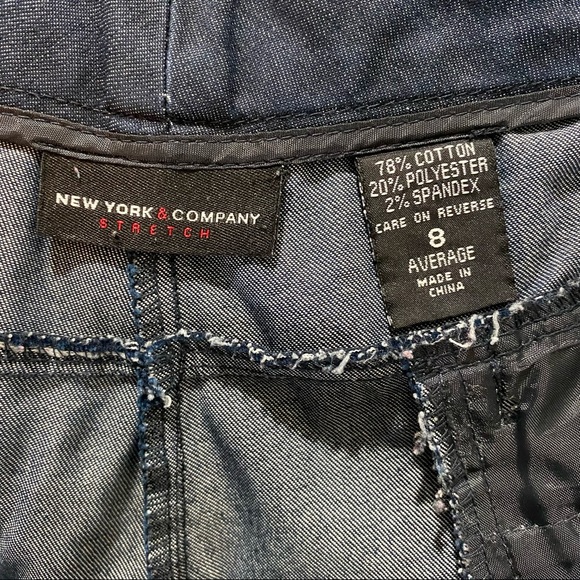 NEW YORK & COMPANY
STRETCH
78% COTTON
20% POLYESTER
2% SPANDEX
CARE ON REVERSE
8
AVERAGE
MADE IN
CHINA